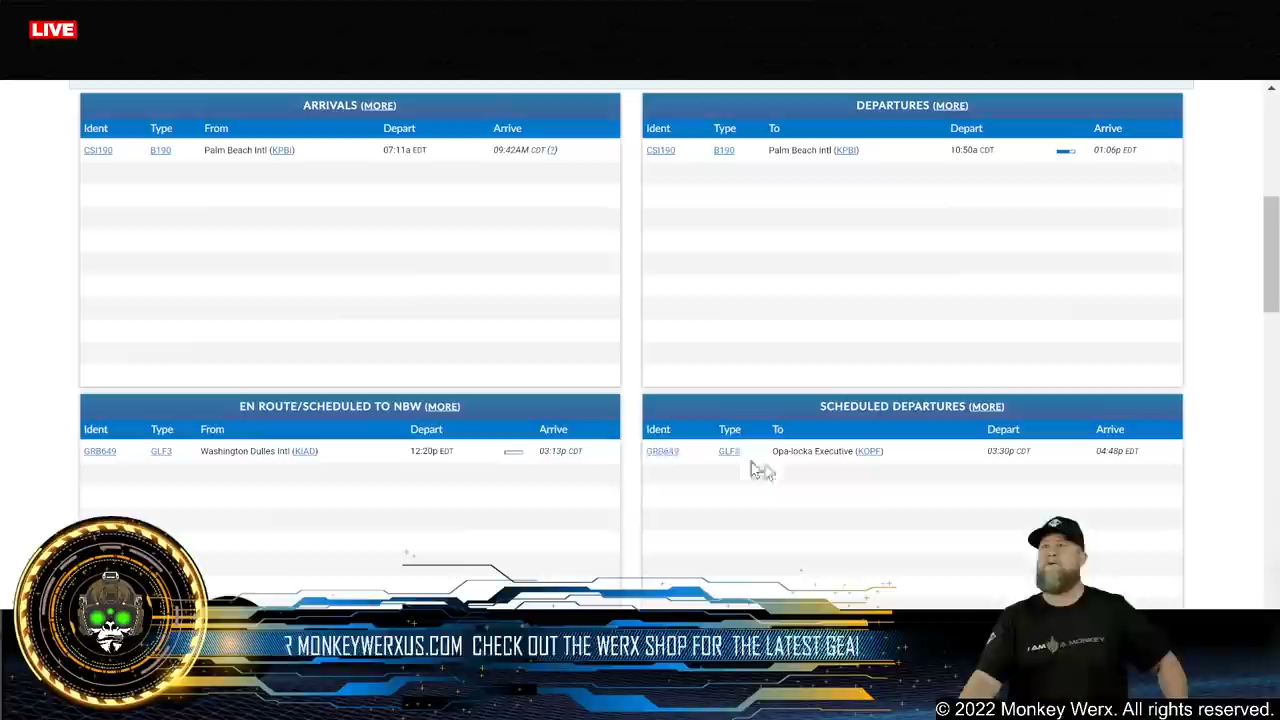 LIVE
ARRIVALS (MORE)
Ident Type From Depart Arrive
CSI190 B190 Palm Beach Intl (KPBI) 07:11a EDT 09:42AM CDT (?)
DEPARTURES (MORE)
Ident Type To Depart Arrive
CSI190 B190 Palm Beach Intl (KPBI) 10:50a CDT 01:06p EDT
EN ROUTE/SCHEDULED TO NBW (MORE)
Ident Type From Depart Arrive
GRB649 GLF3 Washington Dulles Intl (KIAD) 12:20p EDT 03:13p CDT
SCHEDULED DEPARTURES (MORE)
Ident Type To Depart Arrive
GRB649 Opa-locka Executive (KOPF) 03:30p CDT 04:48p EDT
R MONKEYWERXUS.COM CHECK OUT THE WERX SHOP FOR THE LATEST GEAR
I AM A MONKEY
© 2022 Monkey Werx. All rights reserved.